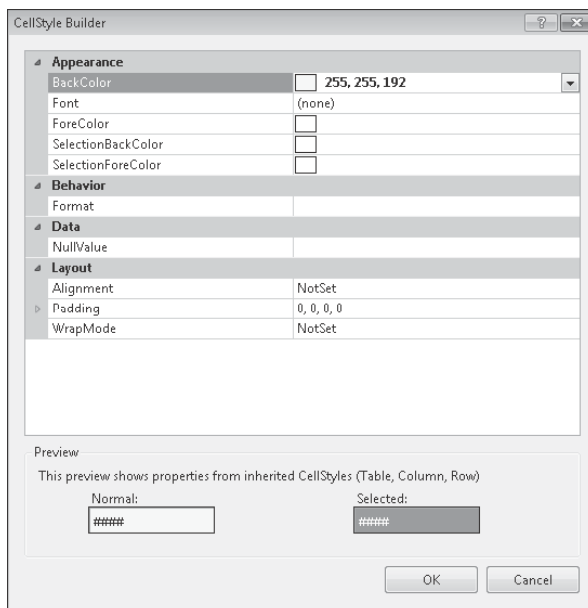 CellStyle Builder
Appearance
BackColor 255, 255, 192
Font (none)
ForeColor
SelectionBackColor
SelectionForeColor
Behavior
Format
Data
NullValue
Layout
Alignment NotSet
Padding 0, 0, 0, 0
WrapMode NotSet
Preview
This preview shows properties from inherited CellStyles (Table, Column, Row)
Normal: Selected:
#### ####
OK Cancel